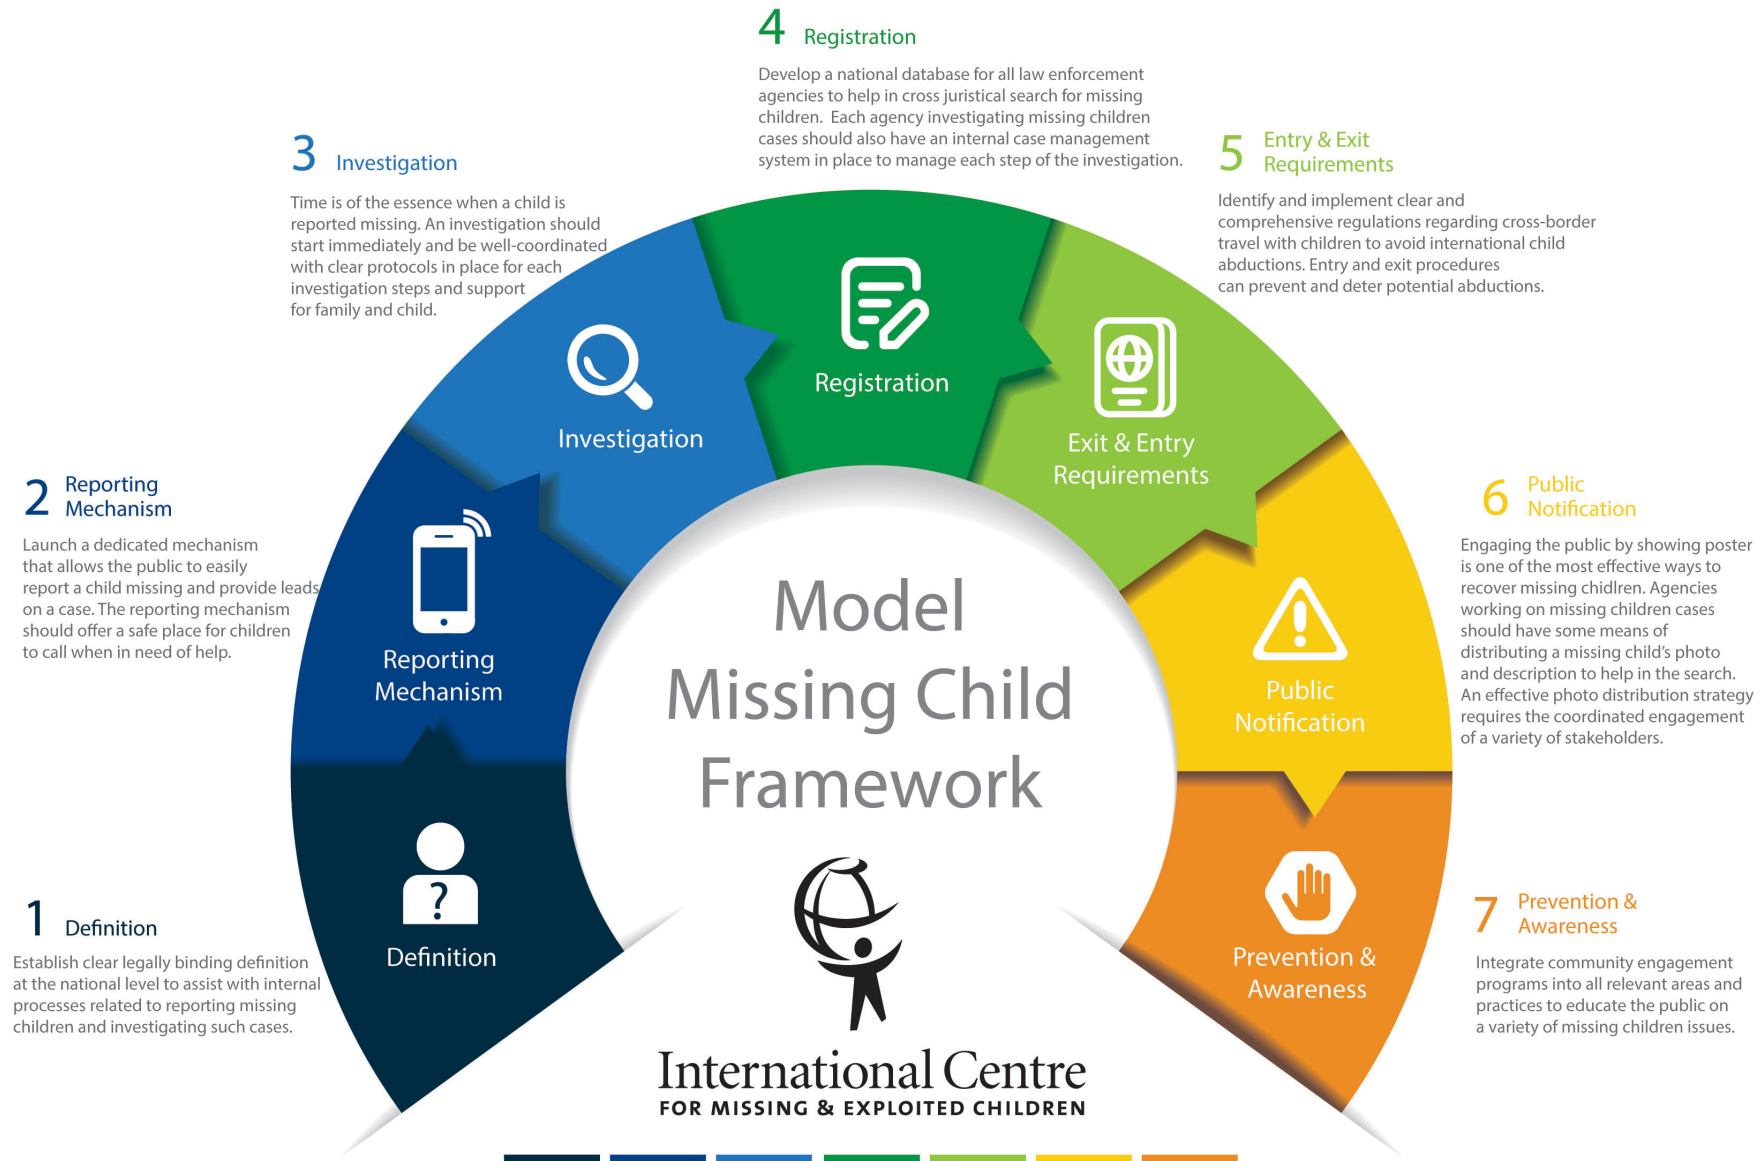 4 Registration
Develop a national database for all law enforcement
agencies to help in cross juristical search for missing
children. Each agency investigating missing children
cases should also have an internal case management
system in place to manage each step of the investigation.
3 Investigation
Time is of the essence when a child is
reported missing. An investigation should
start immediately and be well-coordinated
with clear protocols in place for each
investigation steps and support
for family and child.
5 Entry & Exit
Requirements
Identify and implement clear and
comprehensive regulations regarding cross-border
travel with children to avoid international child
abductions. Entry and exit procedures
can prevent and deter potential abductions.
2 Reporting
Mechanism
Launch a dedicated mechanism
that allows the public to easily
report a child missing and provide leads
on a case. The reporting mechanism
should offer a safe place for children
to call when in need of help.
6 Public
Notification
Engaging the public by showing poster
is one of the most effective ways to
recover missing chidlren. Agencies
working on missing children cases
should have some means of
distributing a missing child's photo
and description to help in the search.
An effective photo distribution strategy
requires the coordinated engagement
of a variety of stakeholders.
1 Definition
Establish clear legally binding definition
at the national level to assist with internal
processes related to reporting missing
children and investigating such cases.
7 Prevention &
Awareness
Integrate community engagement
programs into all relevant areas and
practices to educate the public on
a variety of missing children issues.
?
Definition
Reporting
Mechanism
Investigation
Registration
Exit & Entry
Requirements
Public
Notification
Prevention &
Awareness
Model
Missing Child
Framework
International Centre
FOR MISSING & EXPLOITED CHILDREN